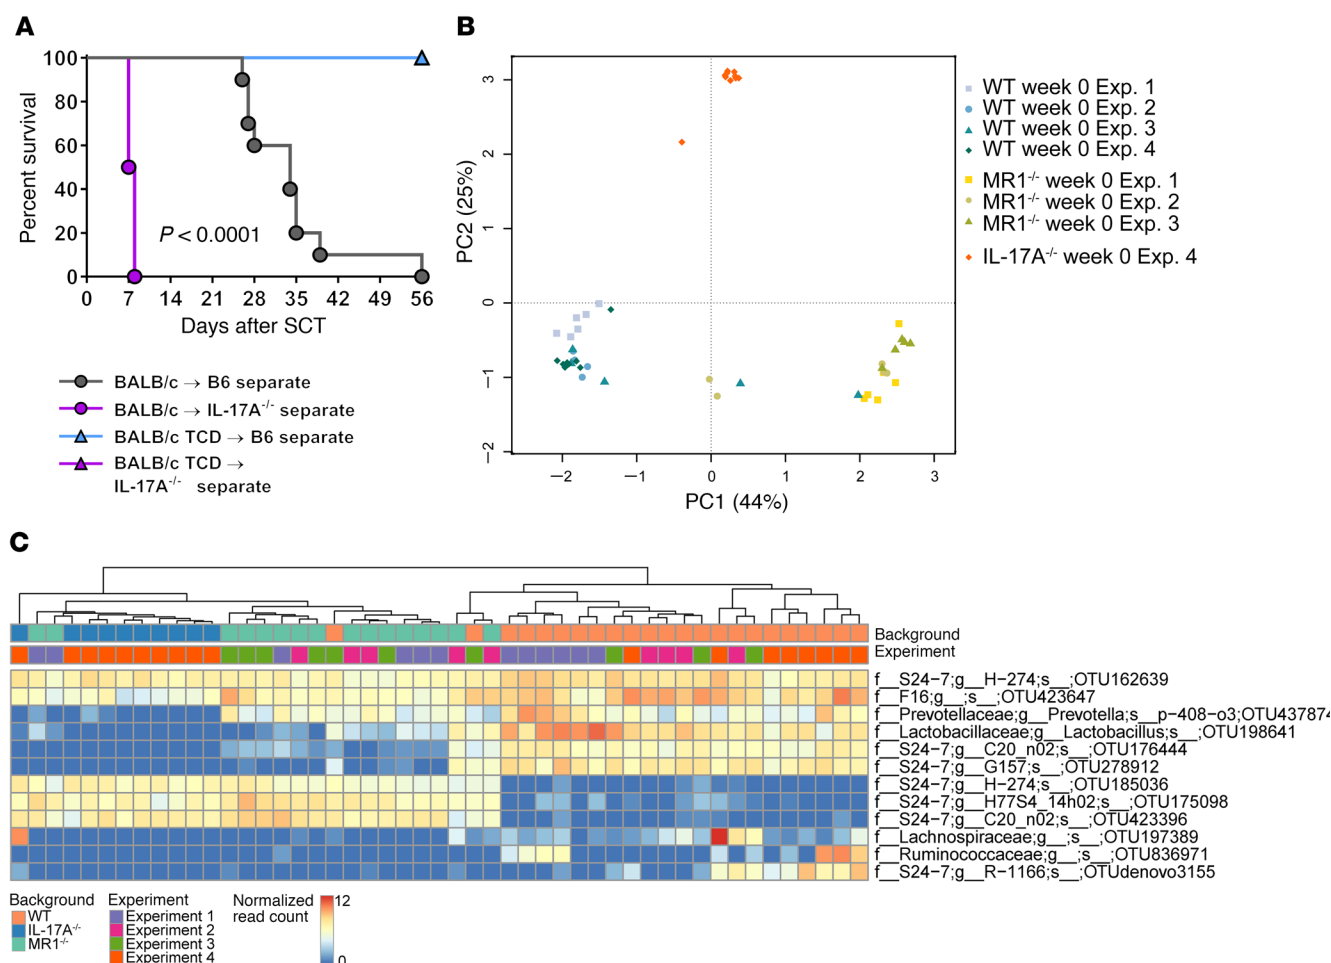 A
100
80
60
40
20
0
Percent survival
P < 0.0001
0 7 14 21 28 35 42 49 56
Days after SCT
BALB/c → B6 separate
BALB/c → IL-17A-/- separate
BALB/c TCD → B6 separate
BALB/c TCD →
IL-17A-/- separate
B
3
2
1
0
−1
−2
PC2 (25%)
−2 −1 0 1 2 3
PC1 (44%)
WT week 0 Exp. 1
WT week 0 Exp. 2
WT week 0 Exp. 3
WT week 0 Exp. 4
MR1-/- week 0 Exp. 1
MR1-/- week 0 Exp. 2
MR1-/- week 0 Exp. 3
IL-17A-/- week 0 Exp. 4
C
Background
Experiment
f__S24−7;g__H−274;s__;OTU162639
f__F16;g__;s__;OTU423647
f__Prevotellaceae;g__Prevotella;s__p−408−o3;OTU437874
f__Lactobacillaceae;g__Lactobacillus;s__;OTU198641
f__S24−7;g__C20_n02;s__;OTU176444
f__S24−7;g__G157;s__;OTU278912
f__S24−7;g__H−274;s__;OTU185036
f__S24−7;g__H77S4_14h02;s__;OTU175098
f__S24−7;g__C20_n02;s__;OTU423396
f__Lachnospiraceae;g__;s__;OTU197389
f__Ruminococcaceae;g__;s__;OTU836971
f__S24−7;g__R−1166;s__;OTUdenovo3155
Background
WT
IL-17A-/-
MR1-/-
Experiment
Experiment 1
Experiment 2
Experiment 3
Experiment 4
Normalized
read count
12
0